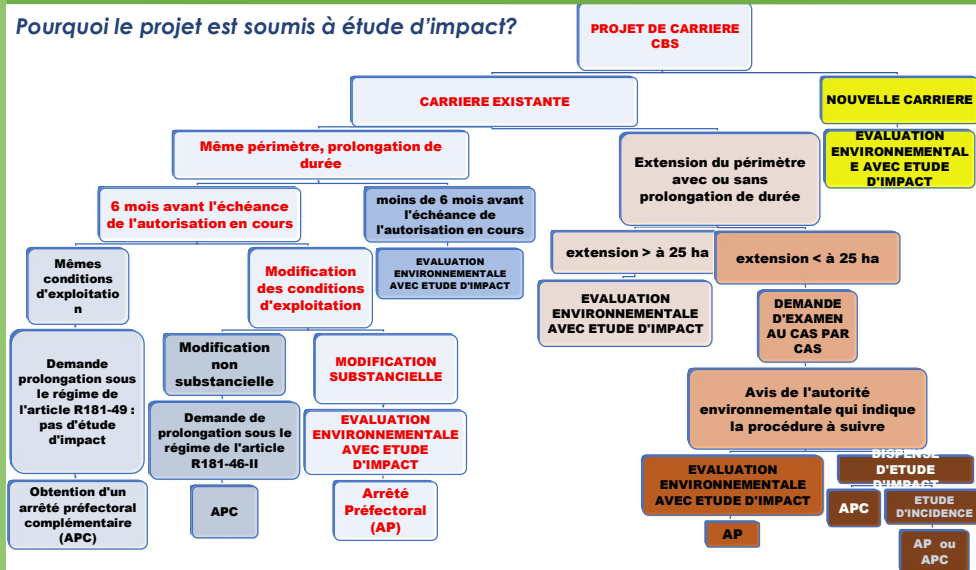 Pourquoi le projet est soumis à étude d'impact?
PROJET DE CARRIERE
CBS
CARRIERE EXISTANTE
NOUVELLE CARRIERE
EVALUATION
ENVIRONNEMENTAL
E AVEC ETUDE
D'IMPACT
Même périmètre, prolongation de
durée
Extension du périmètre
avec ou sans
prolongation de durée
6 mois avant l'échéance
de l'autorisation en cours
moins de 6 mois avant
l'échéance de
l'autorisation en cours
EVALUATION
ENVIRONNEMENTALE
AVEC ETUDE D'IMPACT
extension > à 25 ha
extension < à 25 ha
Mêmes
conditions
d'exploitatio
n
Modification
des conditions
d'exploitation
EVALUATION
ENVIRONNEMENTALE
AVEC ETUDE D'IMPACT
DEMANDE
D'EXAMEN
AU CAS PAR
CAS
Demande
prolongation sous
le régime de
l'article R181-49 :
pas d'étude
d'impact
Modification
non
substancielle
MODIFICATION
SUBSTANCIELLE
Avis de l'autorité
environnementale qui indique
la procédure à suivre
Demande de
prolongation sous le
régime de l'article
R181-46-II
EVALUATION
ENVIRONNEMENTALE
AVEC ETUDE
D'IMPACT
EVALUATION
ENVIRONNEMENTALE
AVEC ETUDE D'IMPACT
DISPENSE
D'ETUDE
D'IMPACT
Obtention d'un
arrêté préfectoral
complémentaire
(APC)
APC
Arrêté
Préfectoral
(AP)
AP
APC
ETUDE
D'INCIDENCE
AP ou
APC